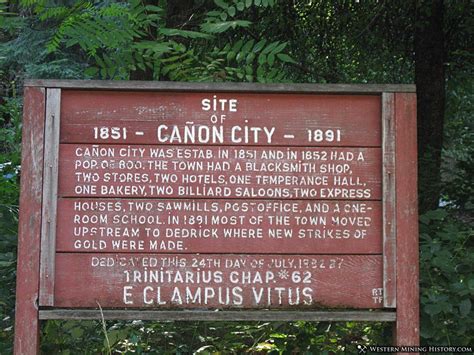 SITE
OF
1851 - CAÑON CITY - 1891
CAÑON CITY WAS ESTAB. IN 1851 AND IN 1852 HAD A
POP. OF 800. THE TOWN HAD A BLACKSMITH SHOP,
TWO STORES, TWO HOTELS, ONE TEMPERANCE HALL,
ONE BAKERY, TWO BILLIARD SALOONS, TWO EXPRESS
HOUSES, TWO SAWMILLS, POST OFFICE, AND A ONE-
ROOM SCHOOL. IN 1891 MOST OF THE TOWN MOVED
UPSTREAM TO DEDRICK WHERE NEW STRIKES OF
GOLD WERE MADE.
DEDICATED THIS 24TH DAY OF JULY, 1982 BY
TRINITARIUS CHAP. #62
E CLAMPUS VITUS
RT
TF
WESTERN MINING HISTORY.COM